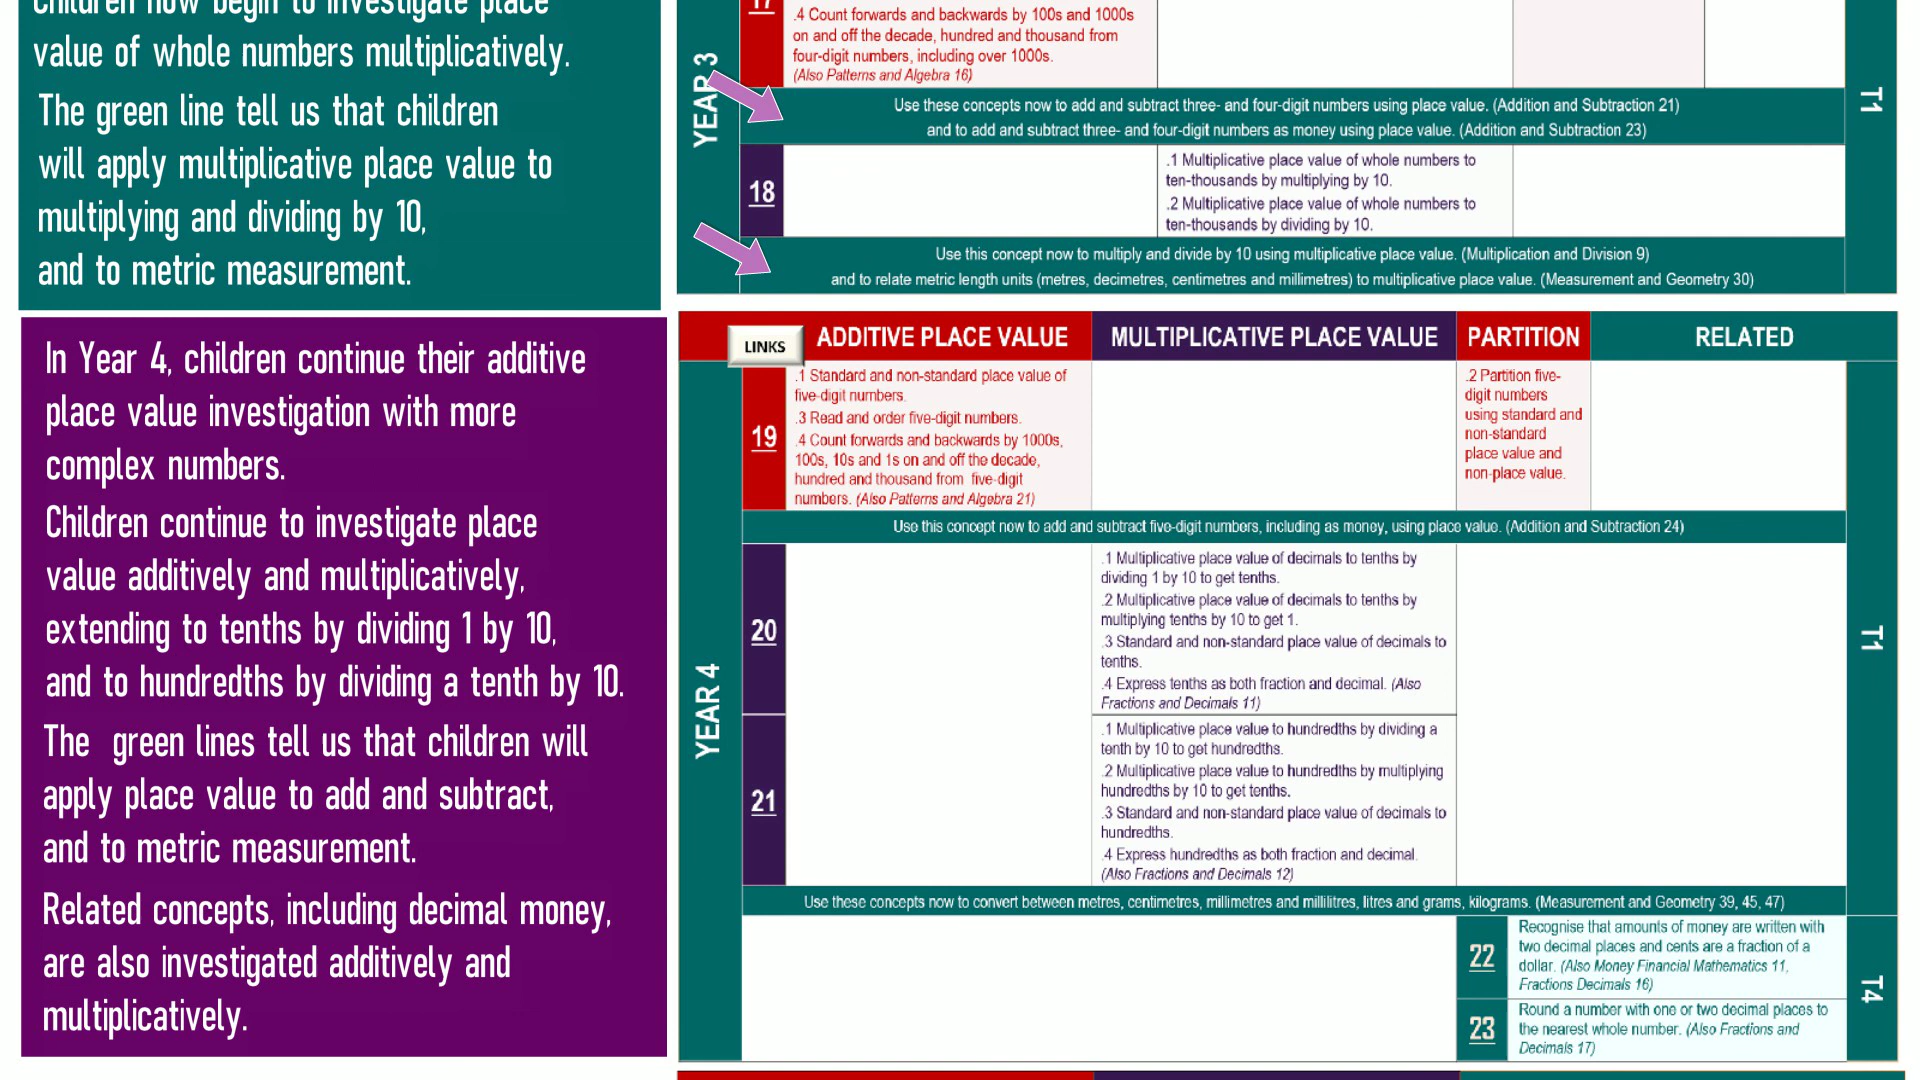 Children now begin to investigate place
value of whole numbers multiplicatively.
The green line tell us that children
will apply multiplicative place value to
multiplying and dividing by 10,
and to metric measurement.
In Year 4, children continue their additive
place value investigation with more
complex numbers.
Children continue to investigate place
value additively and multiplicatively,
extending to tenths by dividing 1 by 10,
and to hundredths by dividing a tenth by 10.
The green lines tell us that children will
apply place value to add and subtract,
and to metric measurement.
Related concepts, including decimal money,
are also investigated additively and
multiplicatively.
YEAR 3
17
.4 Count forwards and backwards by 100s and 1000s
on and off the decade, hundred and thousand from
four-digit numbers, including over 1000s.
(Also Patterns and Algebra 16)
T1
Use these concepts now to add and subtract three- and four-digit numbers using place value. (Addition and Subtraction 21)
and to add and subtract three- and four-digit numbers as money using place value. (Addition and Subtraction 23)
18
.1 Multiplicative place value of whole numbers to
ten-thousands by multiplying by 10.
.2 Multiplicative place value of whole numbers to
ten-thousands by dividing by 10.
Use this concept now to multiply and divide by 10 using multiplicative place value. (Multiplication and Division 9)
and to relate metric length units (metres, decimetres, centimetres and millimetres) to multiplicative place value. (Measurement and Geometry 30)
LINKS
ADDITIVE PLACE VALUE
MULTIPLICATIVE PLACE VALUE
PARTITION
RELATED
YEAR 4
19
.1 Standard and non-standard place value of
five-digit numbers.
.3 Read and order five-digit numbers.
.4 Count forwards and backwards by 1000s,
100s, 10s and 1s on and off the decade,
hundred and thousand from five-digit
numbers. (Also Patterns and Algebra 21)
.2 Partition five-
digit numbers
using standard and
non-standard
place value and
non-place value.
Use this concept now to add and subtract five-digit numbers, including as money, using place value. (Addition and Subtraction 24)
20
.1 Multiplicative place value of decimals to tenths by
dividing 1 by 10 to get tenths.
.2 Multiplicative place value of decimals to tenths by
multiplying tenths by 10 to get 1.
.3 Standard and non-standard place value of decimals to
tenths.
.4 Express tenths as both fraction and decimal. (Also
Fractions and Decimals 11)
T1
21
.1 Multiplicative place value to hundredths by dividing a
tenth by 10 to get hundredths.
.2 Multiplicative place value to hundredths by multiplying
hundredths by 10 to get tenths.
.3 Standard and non-standard place value of decimals to
hundredths.
.4 Express hundredths as both fraction and decimal.
(Also Fractions and Decimals 12)
Use these concepts now to convert between metres, centimetres, millimetres and millilitres, litres and grams, kilograms. (Measurement and Geometry 39, 45, 47)
22
Recognise that amounts of money are written with
two decimal places and cents are a fraction of a
dollar. (Also Money Financial Mathematics 11,
Fractions Decimals 16)
T4
23
Round a number with one or two decimal places to
the nearest whole number. (Also Fractions and
Decimals 17)